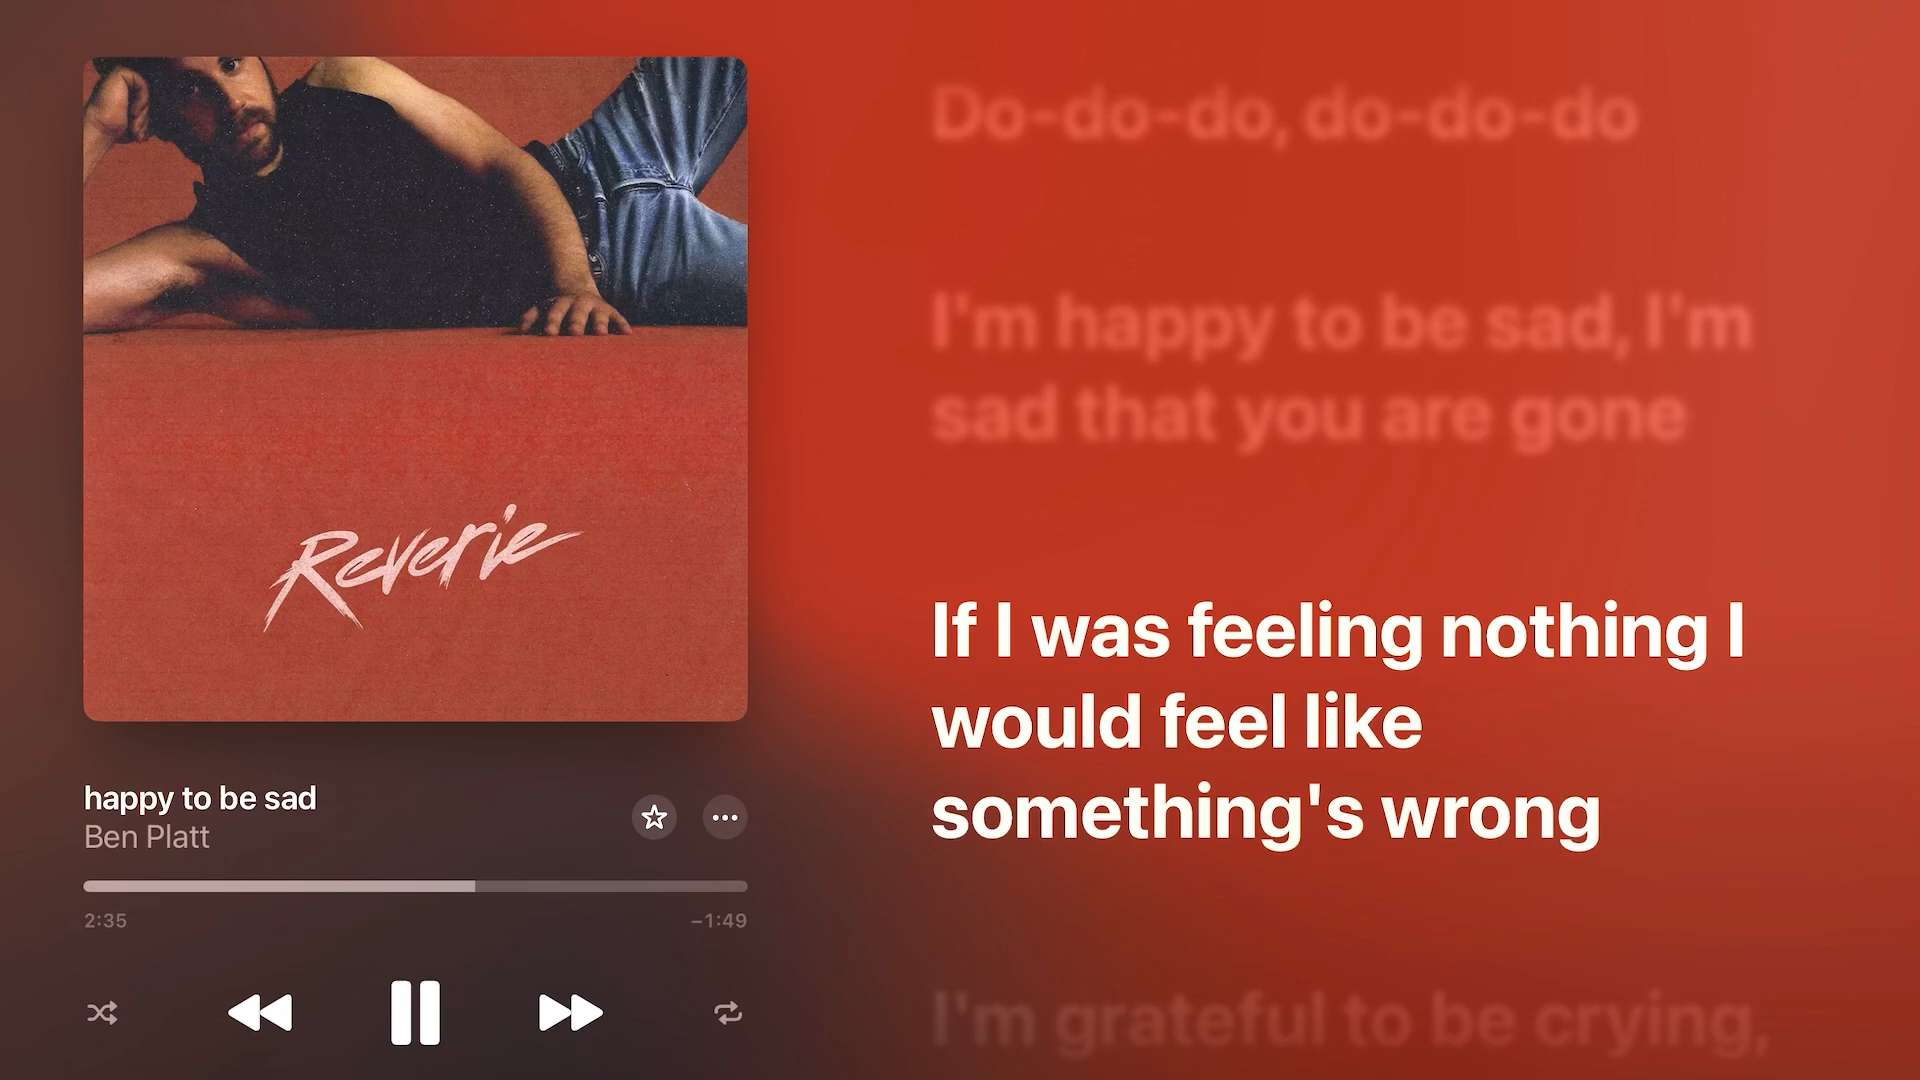 Reverie
happy to be sad
Ben Platt
2:35
−1:49
Do-do-do, do-do-do
I'm happy to be sad, I'm
sad that you are gone
If I was feeling nothing I
would feel like
something's wrong
I'm grateful to be crying,